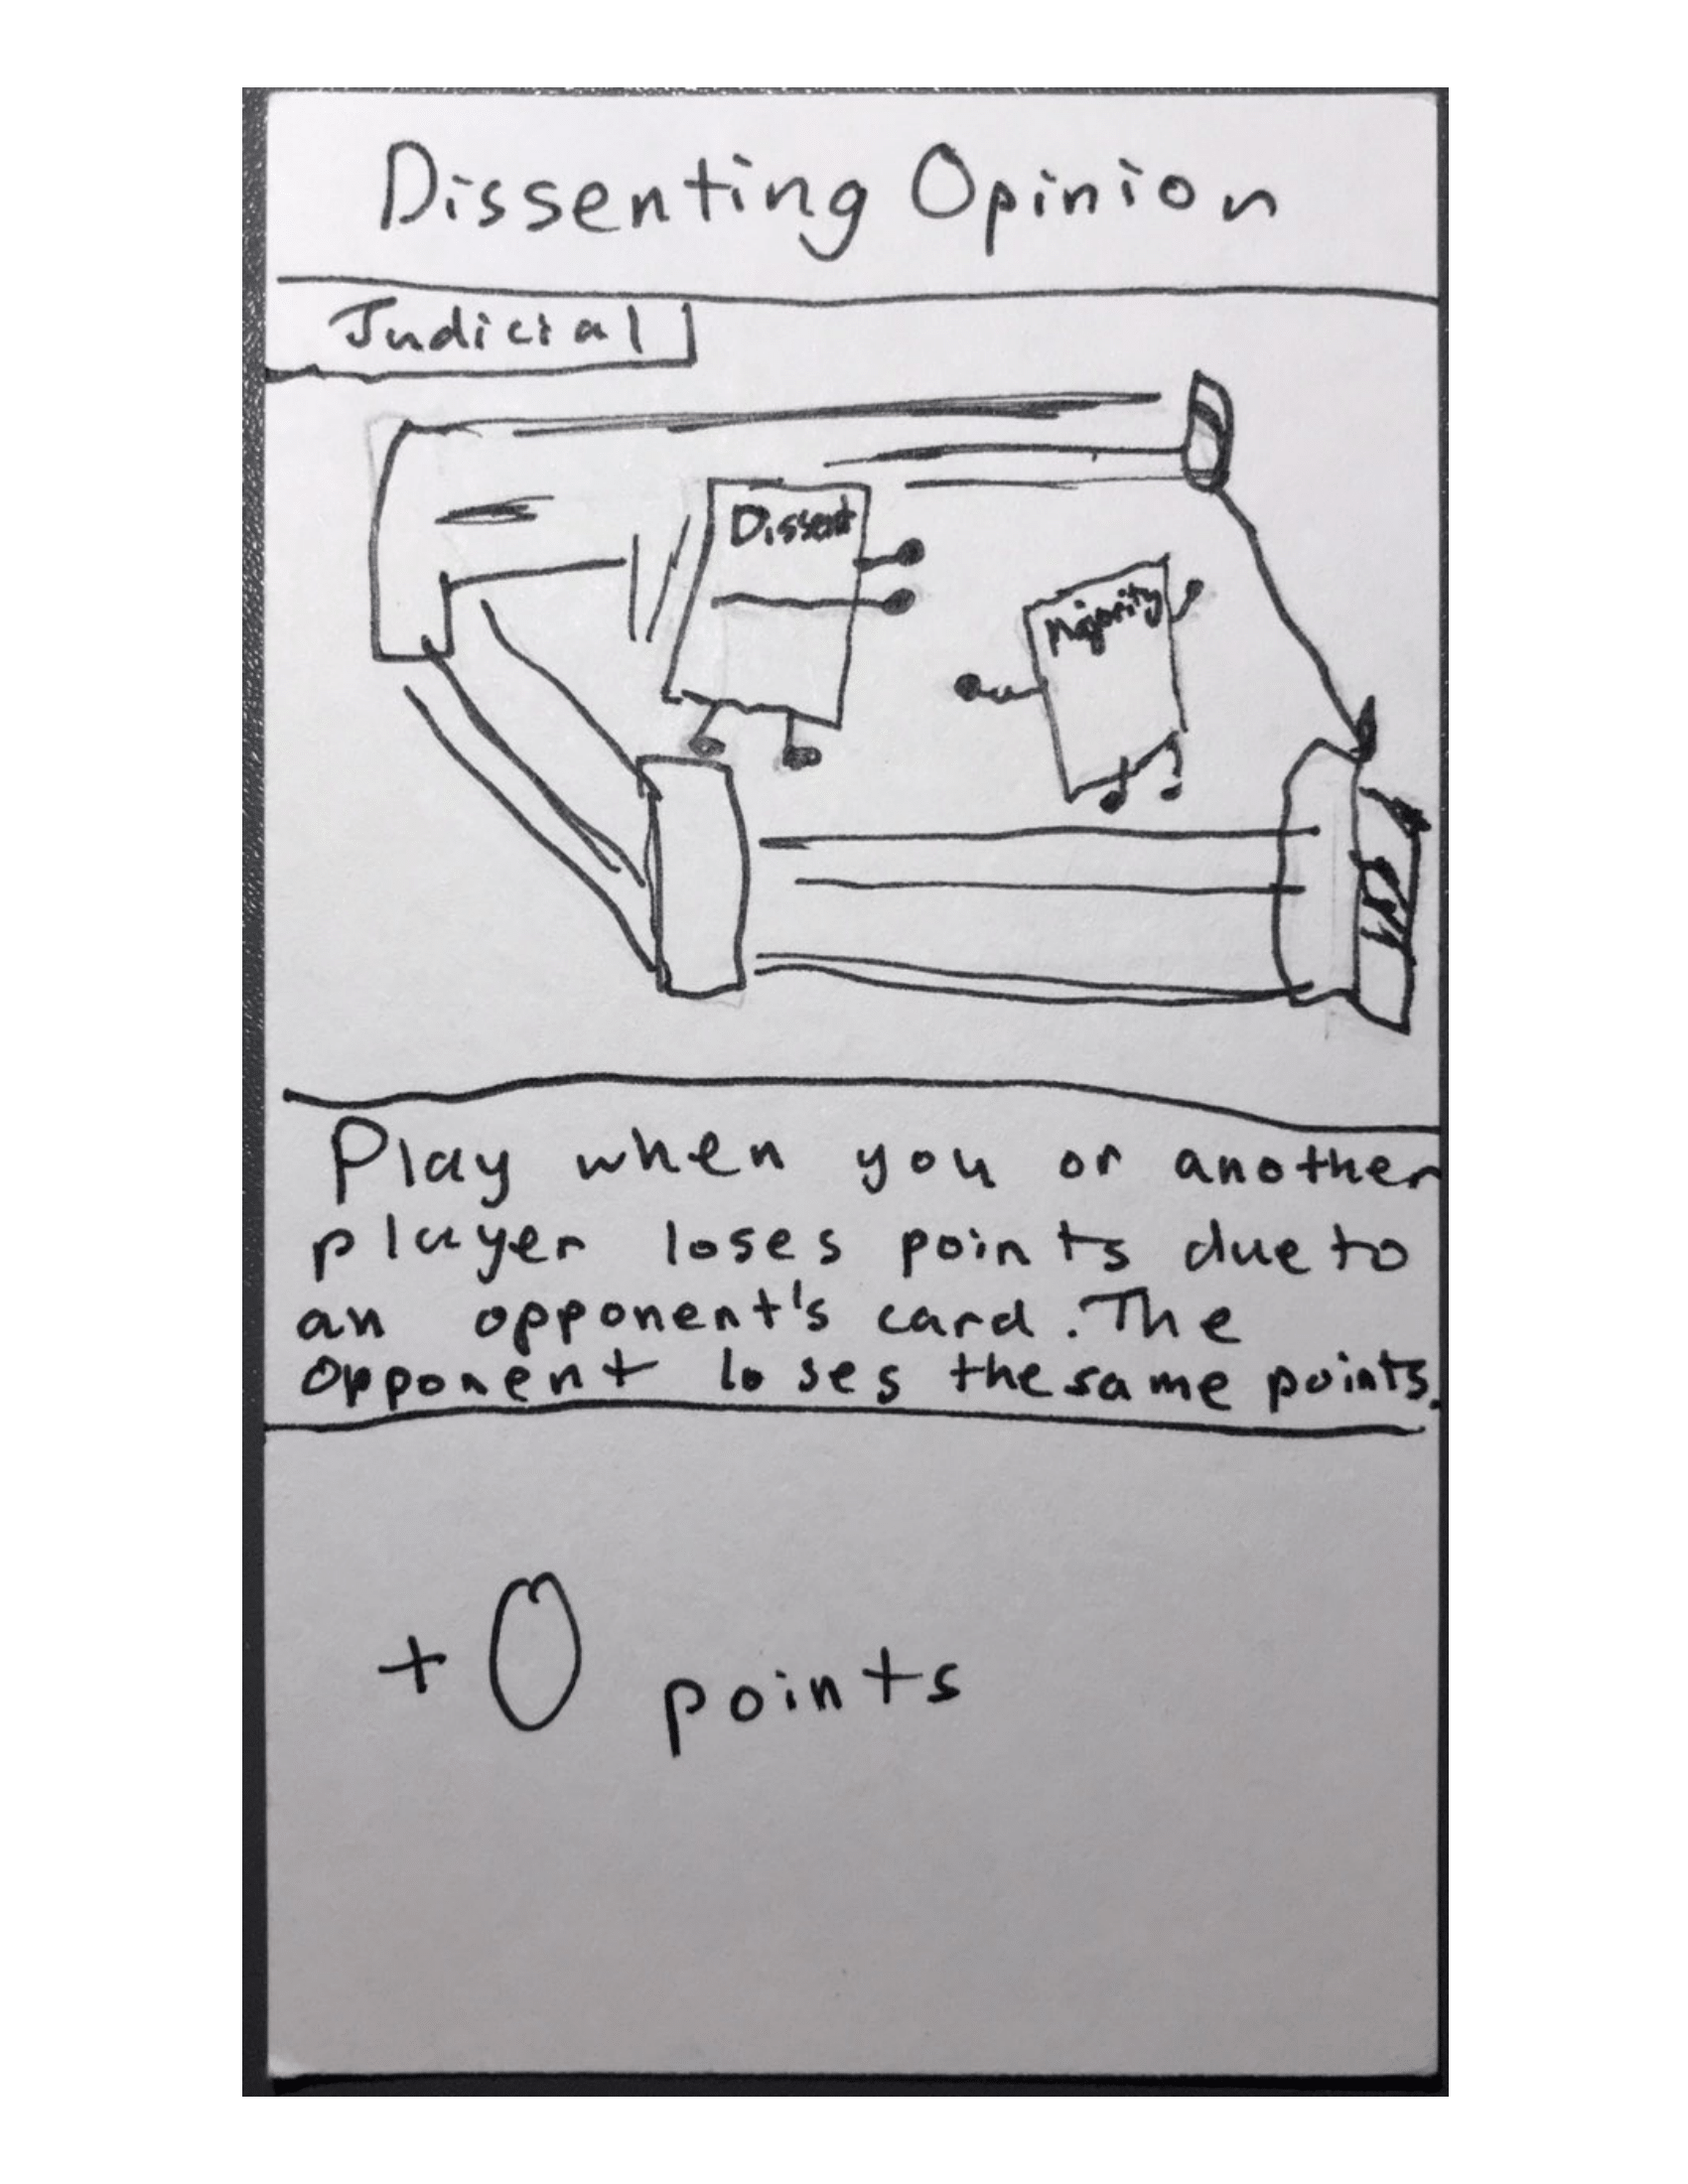 Dissenting Opinion
Judicial
Dissent
Majority
Play when you or another
player loses points due to
an opponent's card. The
opponent loses the same points.
+0 points